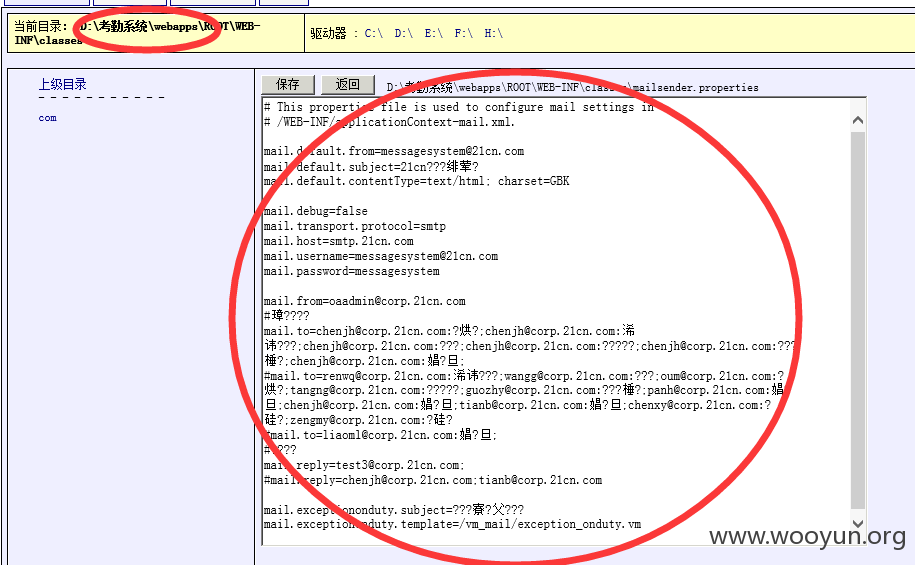 当前目录: D:\考勤系统\webapps\ROOT\WEB-
INF\classes
驱动器 : C:\ D:\ E:\ F:\ H:\
上级目录
com
保存 返回 D:\考勤系统\webapps\ROOT\WEB-INF\classes\mailsender.properties
# This properties file is used to configure mail settings in
# /WEB-INF/applicationContext-mail.xml.
mail.default.from=messagesystem@21cn.com
mail.default.subject=21cn???绯荤?
mail.default.contentType=text/html; charset=GBK
mail.debug=false
mail.transport.protocol=smtp
mail.host=smtp.21cn.com
mail.username=messagesystem@21cn.com
mail.password=messagesystem
mail.from=oaadmin@corp.21cn.com
#璋????
mail.to=chenjh@corp.21cn.com:?烘?;chenjh@corp.21cn.com:浠
讳???;chenjh@corp.21cn.com:???;chenjh@corp.21cn.com:?????;chenjh@corp.21cn.com:???
棰?;chenjh@corp.21cn.com:娼?旦;
#mail.to=renwq@corp.21cn.com:浠讳???;wangg@corp.21cn.com:???;oum@corp.21cn.com:?
烘?;tangng@corp.21cn.com:?????;guozhy@corp.21cn.com:???棰?;panh@corp.21cn.com:娼?
旦;chenjh@corp.21cn.com:娼?旦;tianb@corp.21cn.com:娼?旦;chenxy@corp.21cn.com:?
硅?;zengmy@corp.21cn.com:?硅?
#mail.to=liaoml@corp.21cn.com:娼?旦;
#????
mail.reply=test3@corp.21cn.com;
#mail.reply=chenjh@corp.21cn.com;tianb@corp.21cn.com
mail.exceptiononduty.subject=???寮?父???
mail.exceptiononduty.template=/vm_mail/exception_onduty.vm
www.wooyun.org